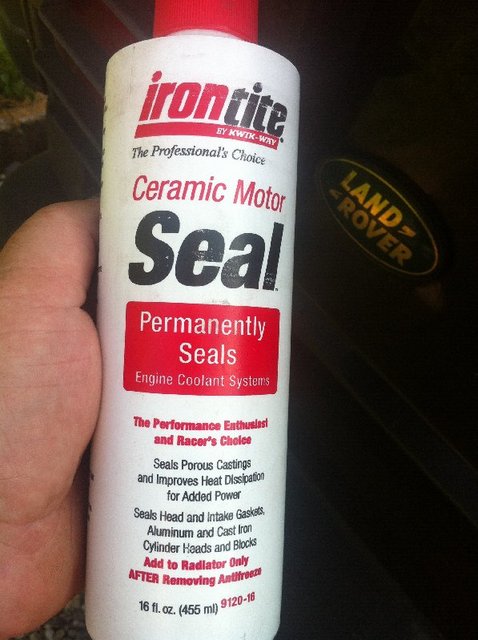 irontite
BY KWIK-WAY
The Professional's Choice
Ceramic Motor
Seal
Permanently
Seals
Engine Coolant Systems
The Performance Enthusiast
and Racer's Choice
Seals Porous Castings
and Improves Heat Dissipation
for Added Power
Seals Head and Intake Gaskets,
Aluminum and Cast Iron
Cylinder Heads and Blocks
Add to Radiator Only
AFTER Removing Antifreeze
16 fl. oz. (455 ml) 9120-16
LAND
ROVER